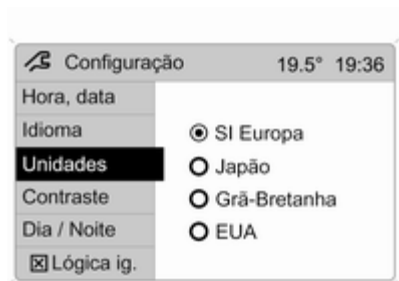 Configuração 19.5° 19:36
Hora, data
Idioma
Unidades
Contraste
Dia / Noite
Lógica ig.
SI Europa
Japão
Grã-Bretanha
EUA